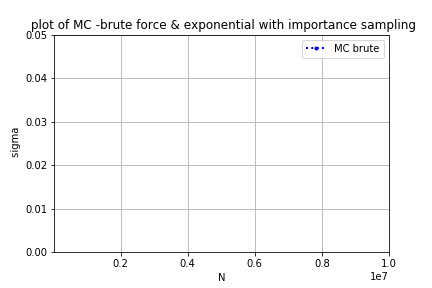 plot of MC -brute force & exponential with importance sampling
MC brute
0.05
0.04
0.03
0.02
0.01
0.00
sigma
0.2 0.4 0.6 0.8 1.0
1e7
N